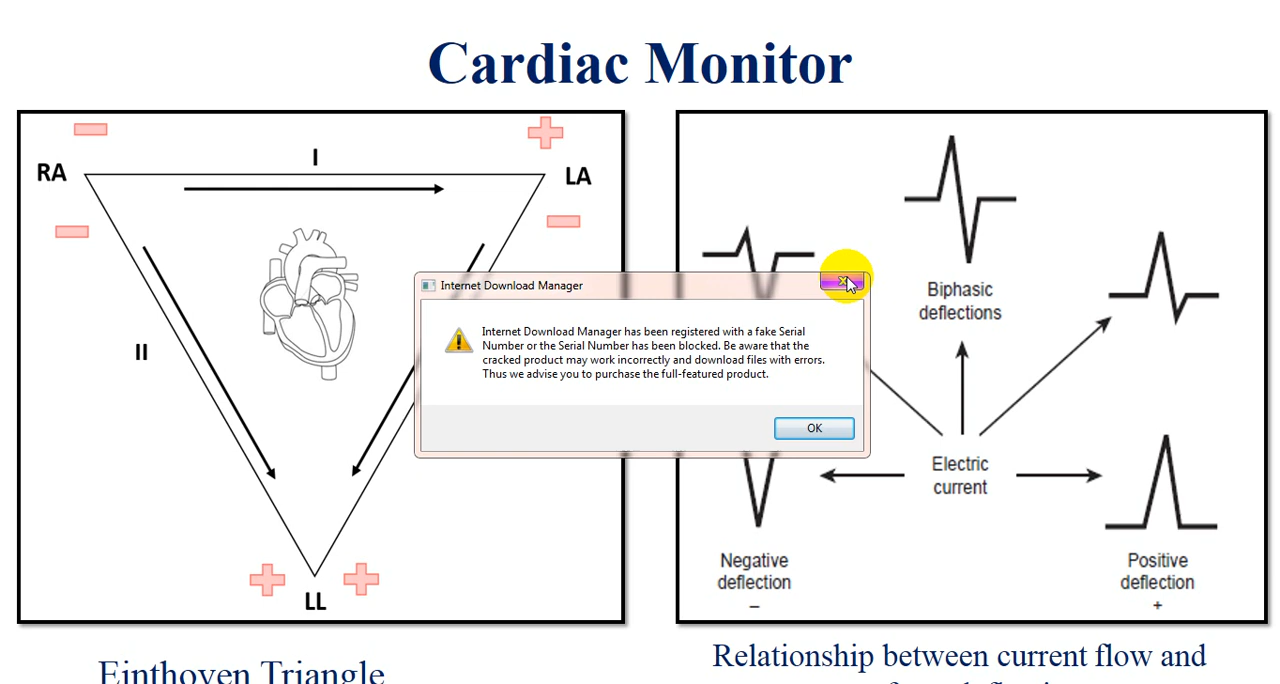 Cardiac Monitor
I
RA
LA
II
LL
Einthoven Triangle
Internet Download Manager
Internet Download Manager has been registered with a fake Serial
Number or the Serial Number has been blocked. Be aware that the
cracked product may work incorrectly and download files with errors.
Thus we advise you to purchase the full-featured product.
OK
Biphasic
deflections
Electric
current
Negative
deflection
–
Positive
deflection
+
Relationship between current flow and